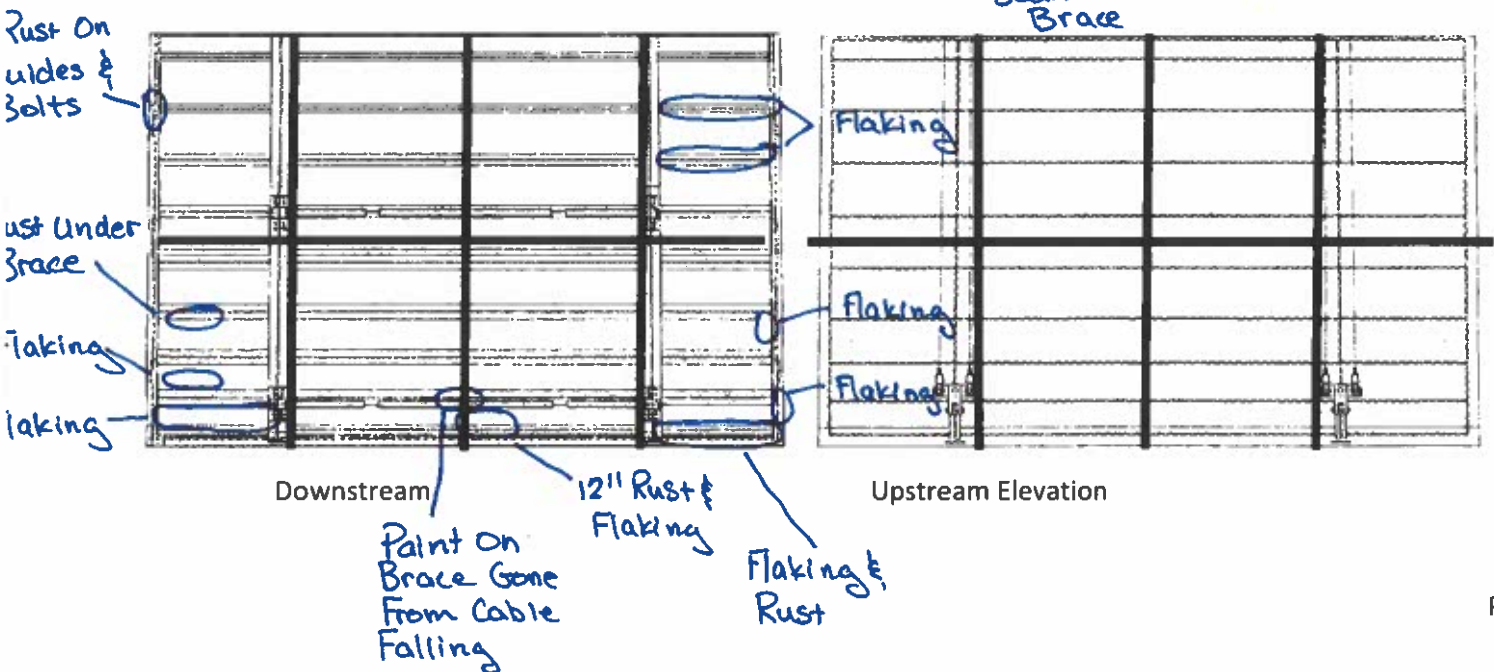 Brace
Rust On
uides &
Bolts
Flaking
ust Under
Brace
Flaking
Flaking
Flaking
laking
Downstream
Upstream Elevation
12" Rust &
Flaking
Paint On
Brace Gone
From Cable
Falling
Flaking &
Rust